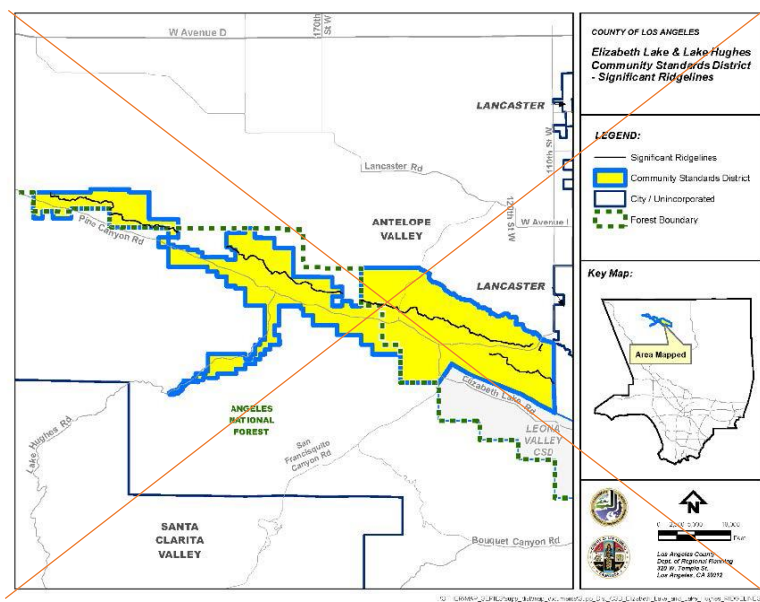 W Avenue D
170th
St W
LANCASTER
110th St W
Lancaster Rd
120th St W
W Avenue I
ANTELOPE
VALLEY
Pine Canyon Rd
LANCASTER
Elizabeth Lake Rd
ANGELES
NATIONAL
FOREST
LEONA
VALLEY
CSD
Lake Hughes Rd
San
Francisquito
Canyon Rd
SANTA
CLARITA
VALLEY
Bouquet Canyon Rd
COUNTY OF LOS ANGELES
Elizabeth Lake & Lake Hughes
Community Standards District
- Significant Ridgelines
LEGEND:
Significant Ridgelines
Community Standards District
City / Unincorporated
Forest Boundary
Key Map:
Area Mapped
N
Los Angeles County
Dept. of Regional Planning
320 W. Temple St.
Los Angeles, CA 90012